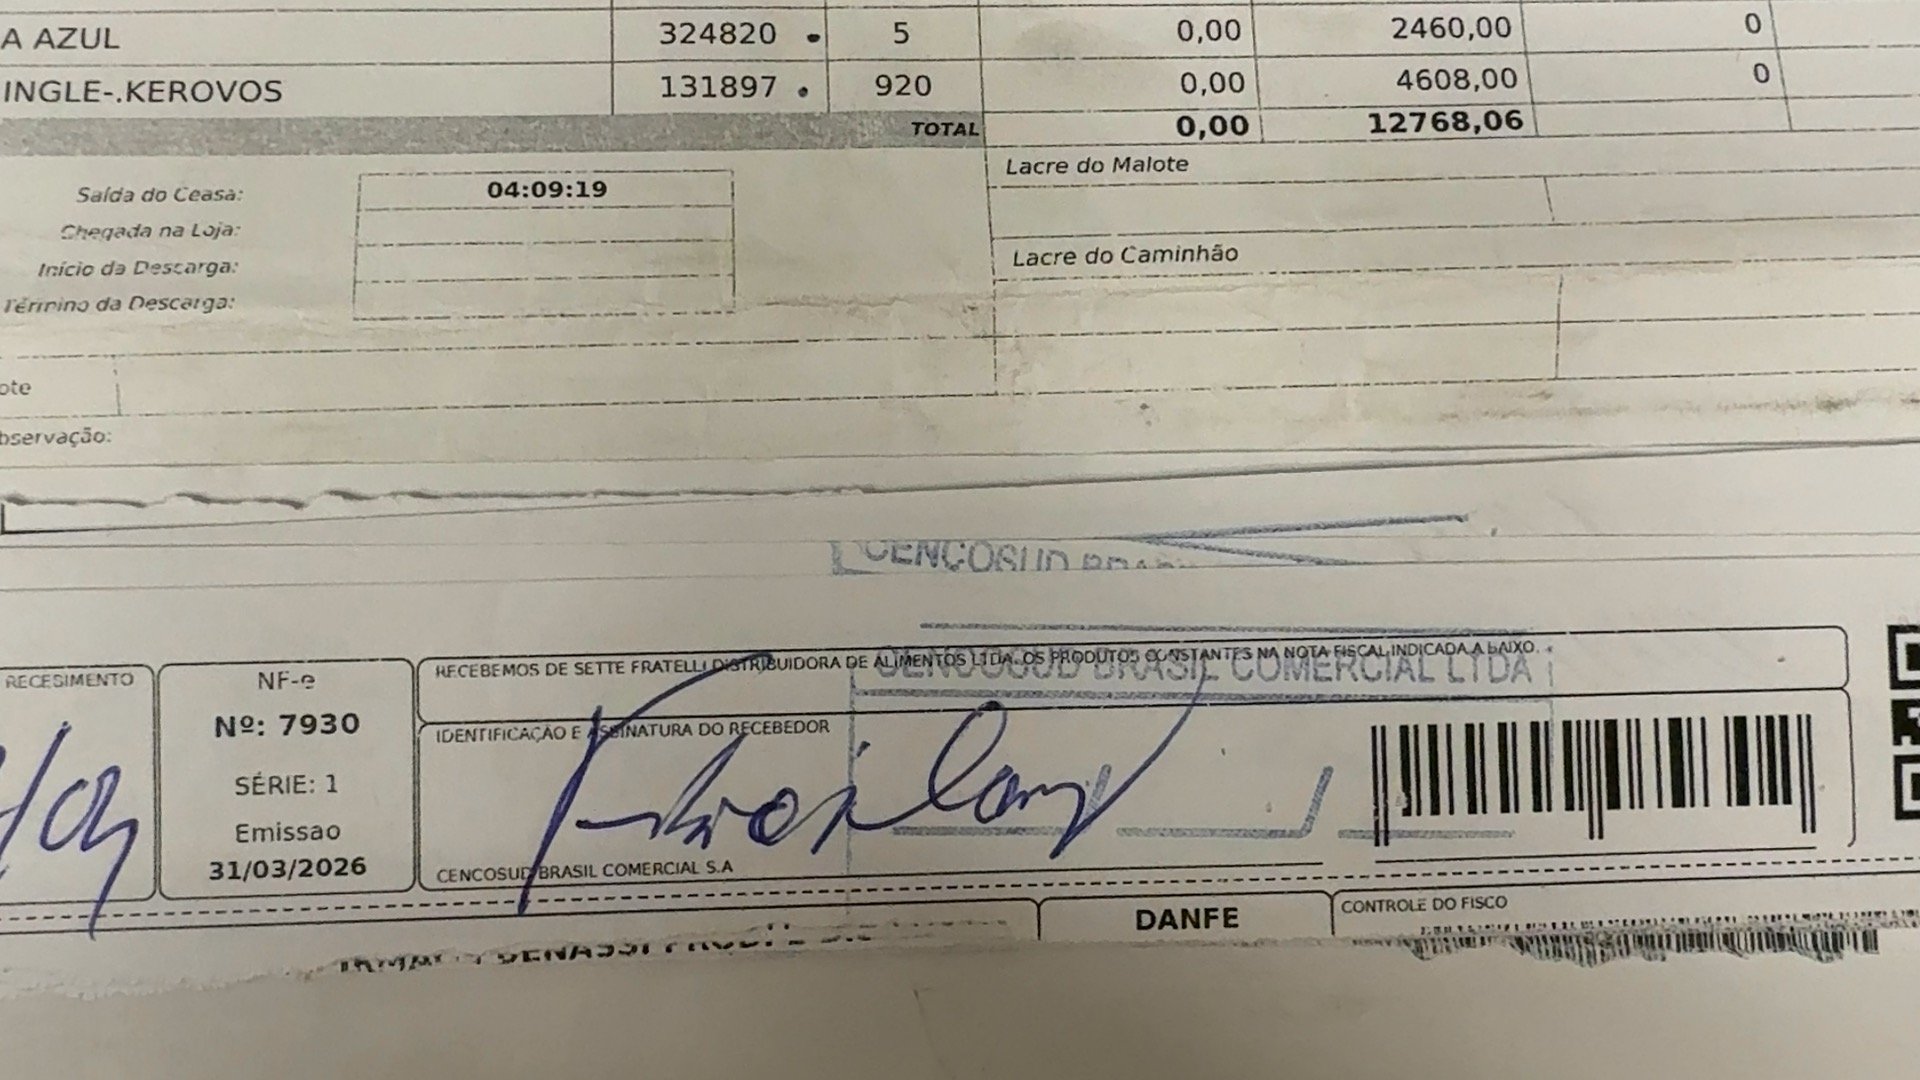 A AZUL 324820 5 0,00 2460,00 0
INGLE-.KEROVOS 131897 920 0,00 4608,00 0
TOTAL 0,00 12768,06
Lacre do Malote
Saída do Ceasa: 04:09:19
Chegada na Loja:
Início da Descarga:
Término da Descarga:
Lacre do Caminhão
ote
bservação:
CENCOSUD
RECEBIMENTO
NF-e
Nº: 7930
SÉRIE: 1
Emissao
31/03/2026
RECEBEMOS DE SETTE FRATELLI DISTRIBUIDORA DE ALIMENTOS LTDA. OS PRODUTOS CONSTANTES NA NOTA FISCAL INDICADA A BAIXO.
CENCOSUD BRASIL COMERCIAL LTDA
IDENTIFICAÇÃO E ASSINATURA DO RECEBEDOR
CENCOSUD BRASIL COMERCIAL S.A
DANFE
CONTROLE DO FISCO